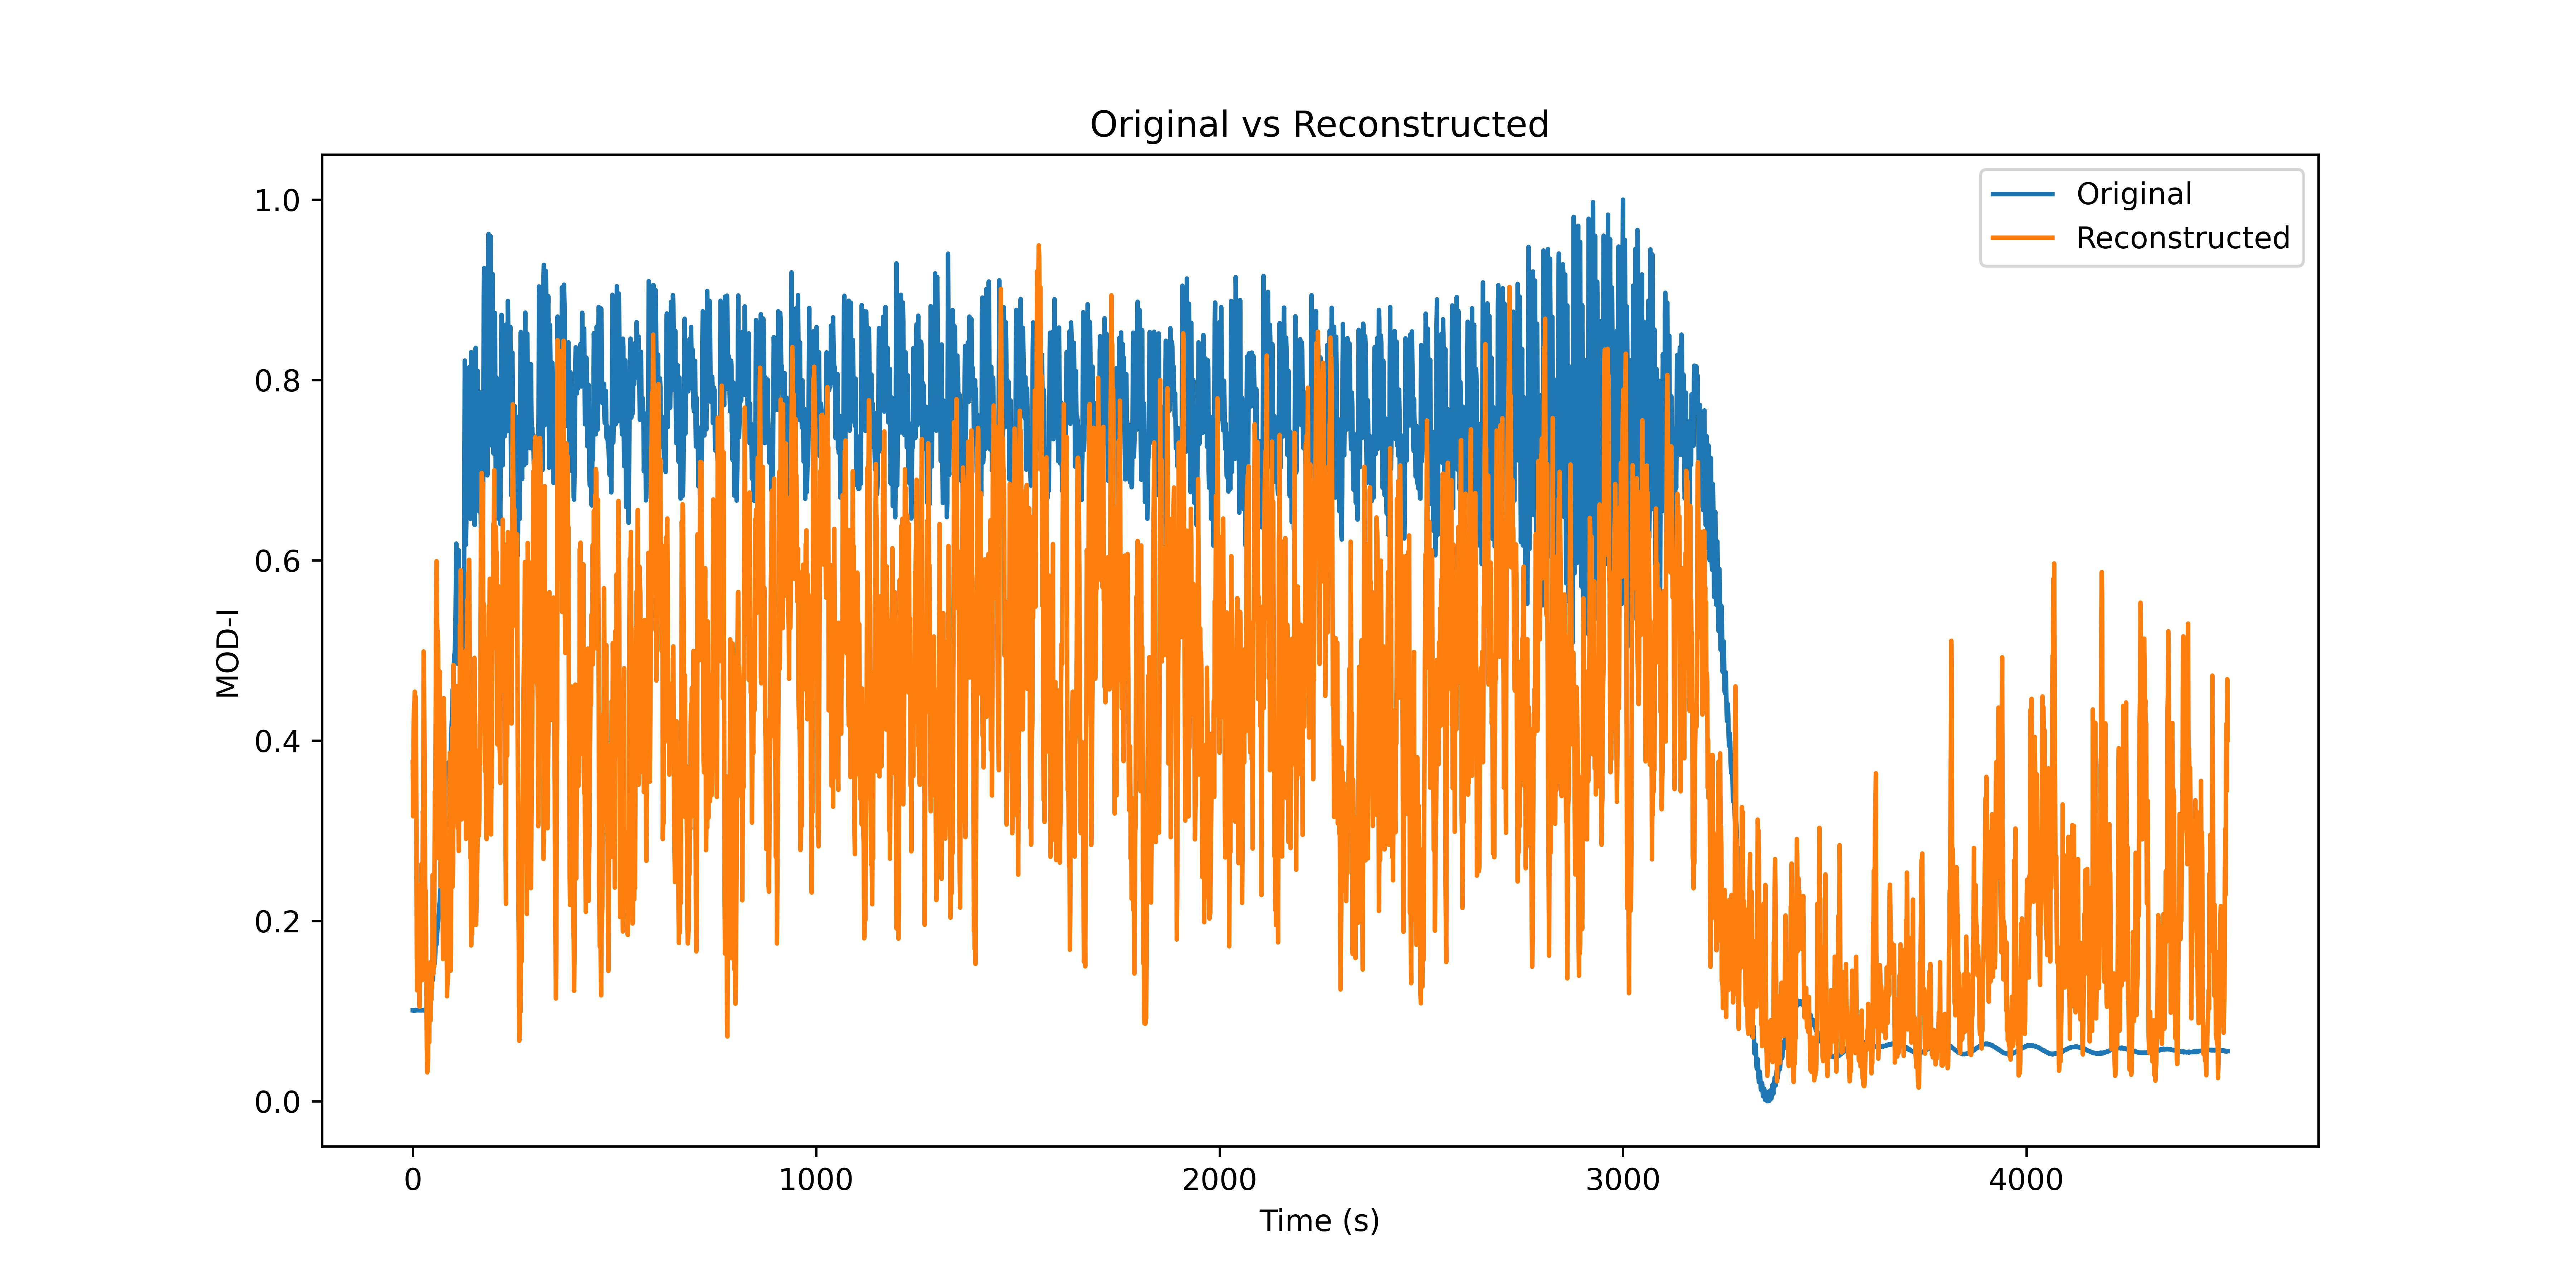 Original vs Reconstructed
Original
Reconstructed
1.0
0.8
0.6
0.4
0.2
0.0
MOD-I
0 1000 2000 3000 4000
Time (s)